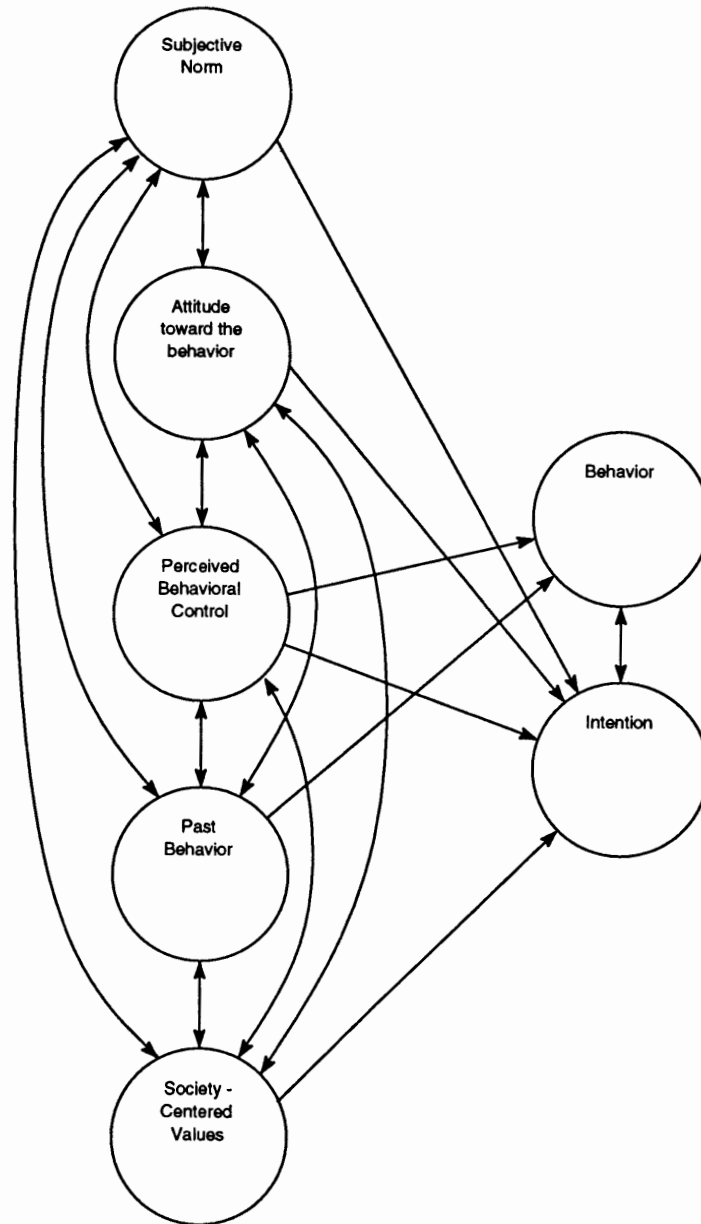 Subjective
Norm
Attitude
toward the
behavior
Perceived
Behavioral
Control
Past
Behavior
Society -
Centered
Values
Behavior
Intention